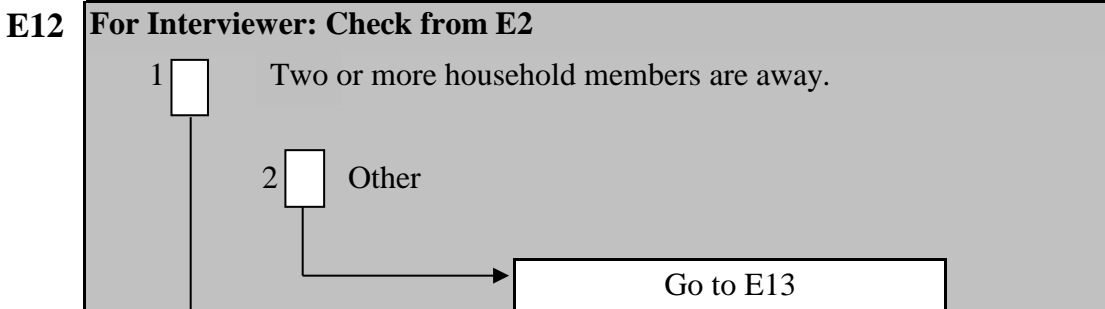 E12 For Interviewer: Check from E2
1 Two or more household members are away.
2 Other
Go to E13